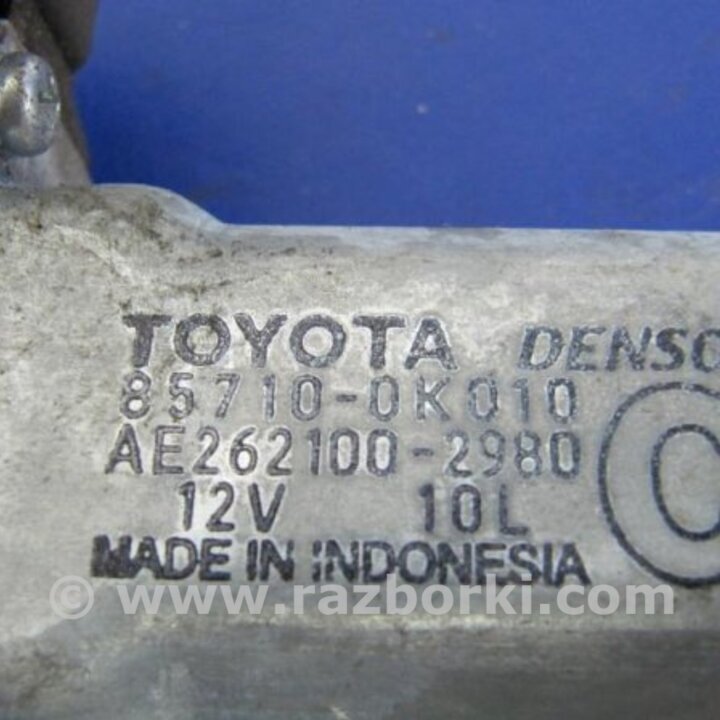 TOYOTA DENSO
85710-0K010
AE262100-2980
12V 10L
MADE IN INDONESIA
© www.razborki.com